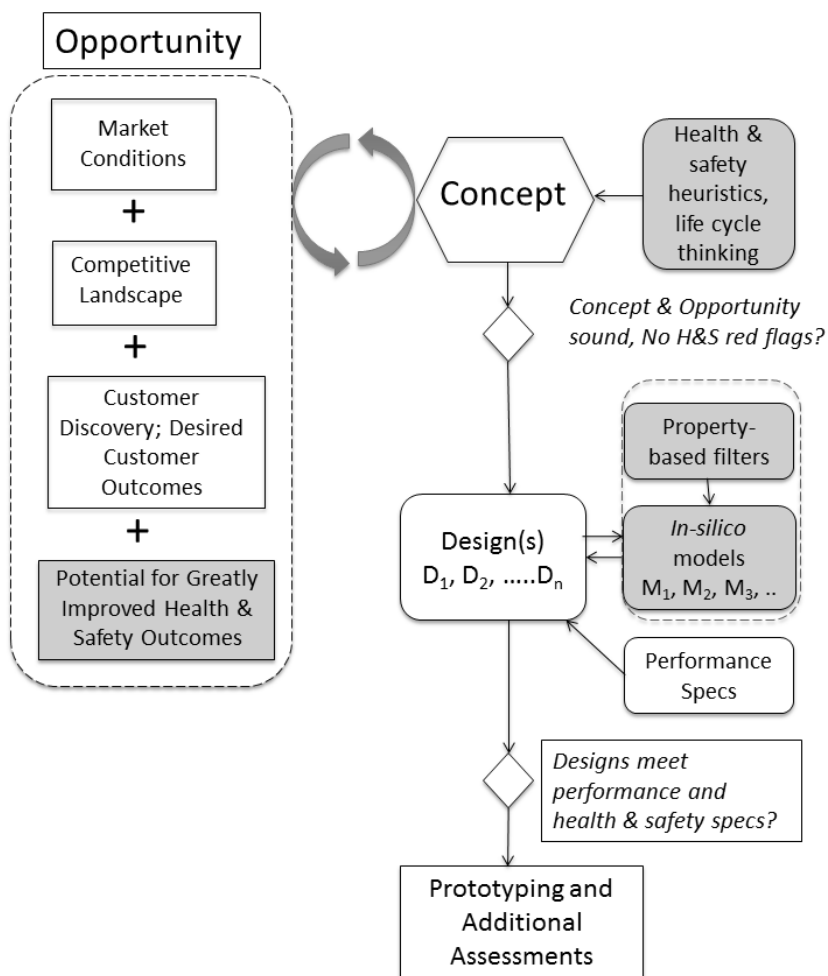 Opportunity
Market
Conditions
+
Competitive
Landscape
+
Customer
Discovery; Desired
Customer
Outcomes
+
Potential for Greatly
Improved Health &
Safety Outcomes
Concept
Health &
safety
heuristics,
life cycle
thinking
Concept & Opportunity
sound, No H&S red flags?
Property-
based filters
In-silico
models
M₁, M₂, M₃, ..
Design(s)
D₁, D₂, .....Dₙ
Performance
Specs
Designs meet
performance and
health & safety specs?
Prototyping and
Additional
Assessments